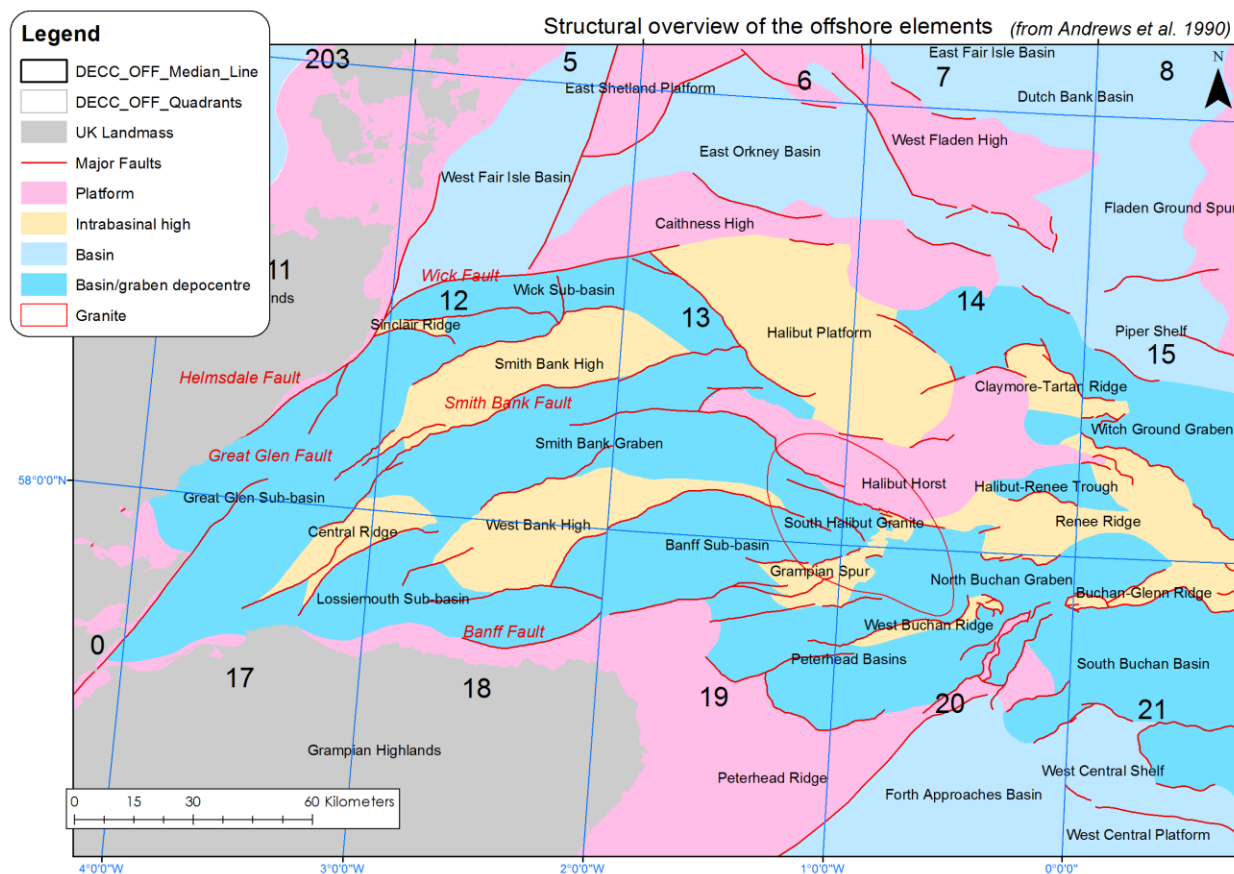 Structural overview of the offshore elements (from Andrews et al. 1990)
Legend
DECC_OFF_Median_Line
DECC_OFF_Quadrants
UK Landmass
Major Faults
Platform
Intrabasinal high
Basin
Basin/graben depocentre
Granite
N
203
5
6
7
8
East Fair Isle Basin
East Shetland Platform
Dutch Bank Basin
East Orkney Basin
West Fladen High
West Fair Isle Basin
Fladen Ground Spur
Caithness High
11
nds
Wick Fault
Wick Sub-basin
12
13
14
Sinclair Ridge
Halibut Platform
Piper Shelf
15
Smith Bank High
Helmsdale Fault
Claymore-Tartan Ridge
Smith Bank Fault
Smith Bank Graben
Witch Ground Graben
Great Glen Fault
58°0'0"N
Halibut Horst
Halibut-Renee Trough
Great Glen Sub-basin
South Halibut Granite
Renee Ridge
Central Ridge
West Bank High
Banff Sub-basin
Grampian Spur
North Buchan Graben
Buchan-Glenn Ridge
Lossiemouth Sub-basin
West Buchan Ridge
Banff Fault
0
Peterhead Basins
South Buchan Basin
17
18
19
20
21
Grampian Highlands
Peterhead Ridge
West Central Shelf
Forth Approaches Basin
0 15 30 60 Kilometers
West Central Platform
4°0'0"W 3°0'0"W 2°0'0"W 1°0'0"W 0°0'0"